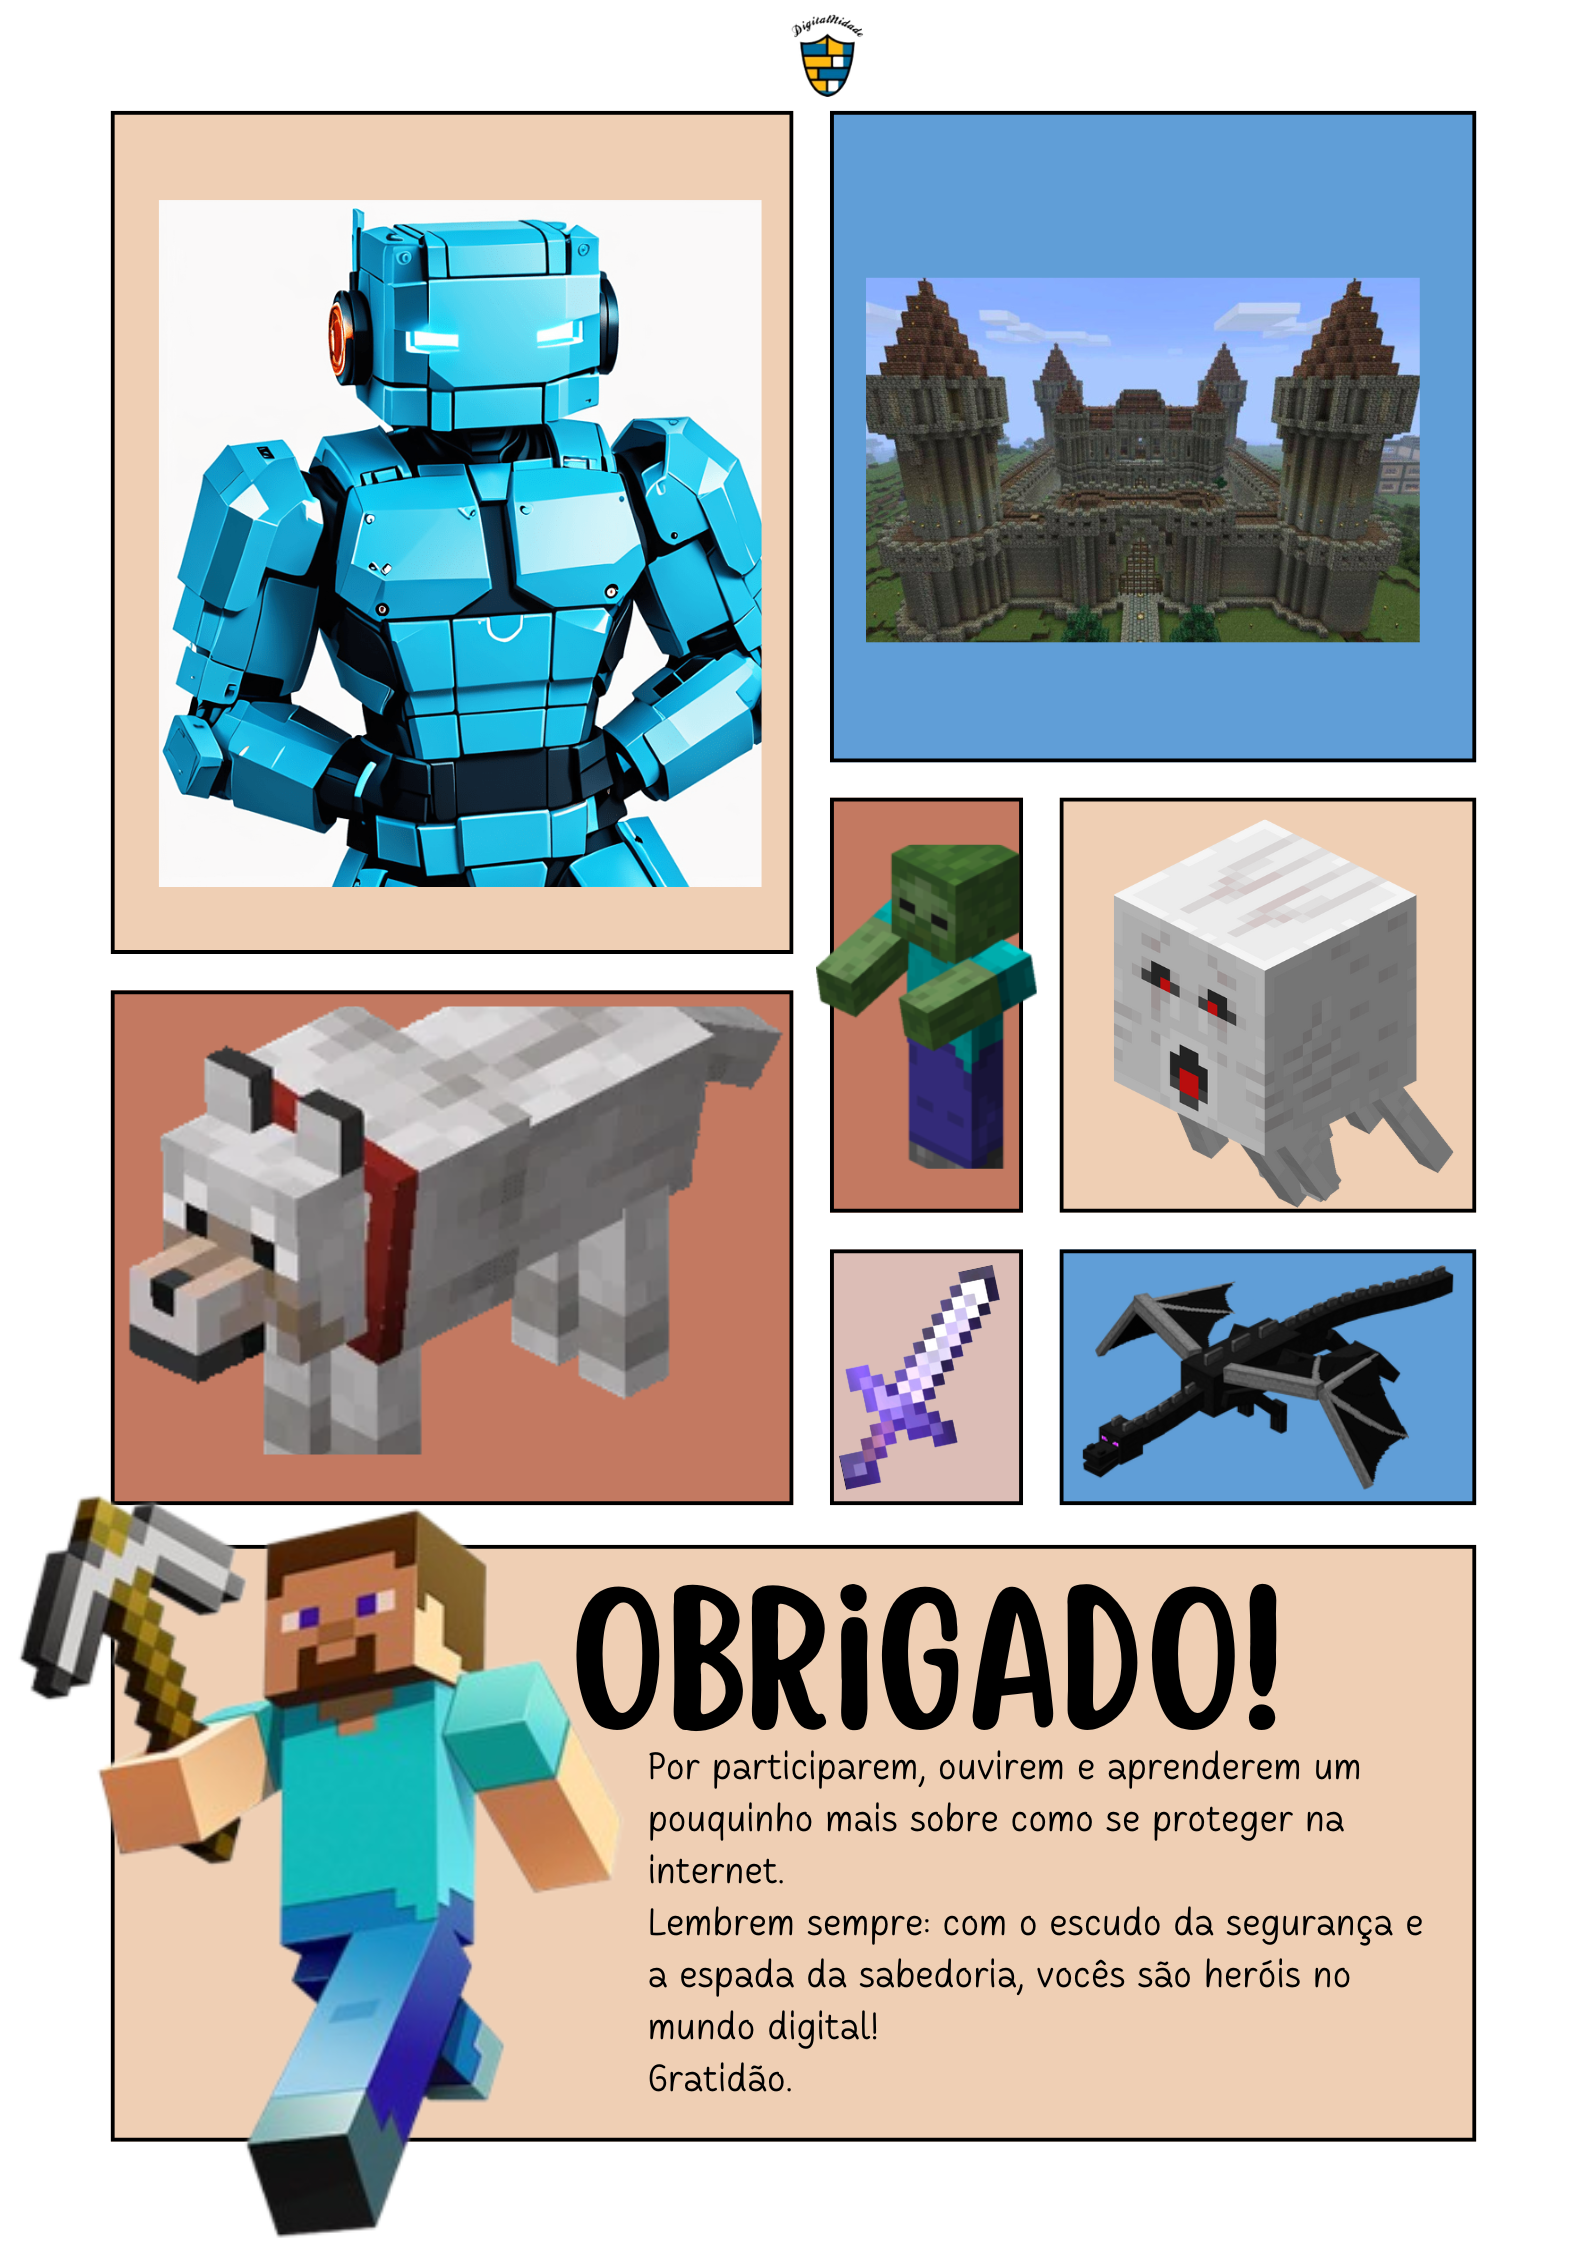 DigitalNidade
OBRiGADO!
Por participarem, ouvirem e aprenderem um
pouquinho mais sobre como se proteger na
internet.
Lembrem sempre: com o escudo da segurança e
a espada da sabedoria, vocês são heróis no
mundo digital!
Gratidão.